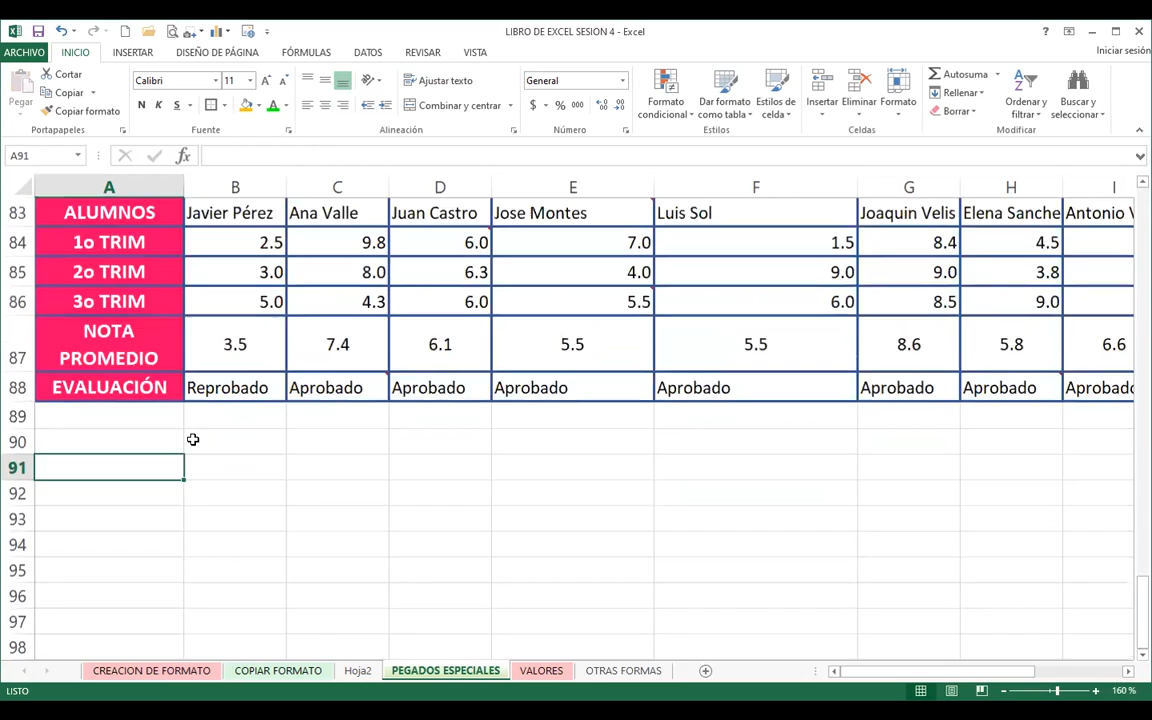 LIBRO DE EXCEL SESION 4 - Excel
ARCHIVO INICIO INSERTAR DISEÑO DE PÁGINA FÓRMULAS DATOS REVISAR VISTA Iniciar sesión
Pegar
Cortar
Copiar
Copiar formato
Portapapeles
Calibri 11
N K S
Fuente
Ajustar texto
Combinar y centrar
Alineación
General
$ % 000
Número
Formato condicional
Dar formato como tabla
Estilos de celda
Estilos
Insertar Eliminar Formato
Celdas
Autosuma
Rellenar
Borrar
Ordenar y filtrar
Buscar y seleccionar
Modificar
A91 fx
A B C D E F G H I
83 ALUMNOS Javier Pérez Ana Valle Juan Castro Jose Montes Luis Sol Joaquin Velis Elena Sanche Antonio V
84 1o TRIM 2.5 9.8 6.0 7.0 1.5 8.4 4.5
85 2o TRIM 3.0 8.0 6.3 4.0 9.0 9.0 3.8
86 3o TRIM 5.0 4.3 6.0 5.5 6.0 8.5 9.0
87 NOTA PROMEDIO 3.5 7.4 6.1 5.5 5.5 8.6 5.8 6.6
88 EVALUACIÓN Reprobado Aprobado Aprobado Aprobado Aprobado Aprobado Aprobado Aprobado
89
90
91
92
93
94
95
96
97
98
CREACION DE FORMATO COPIAR FORMATO Hoja2 PEGADOS ESPECIALES VALORES OTRAS FORMAS
LISTO 160 %